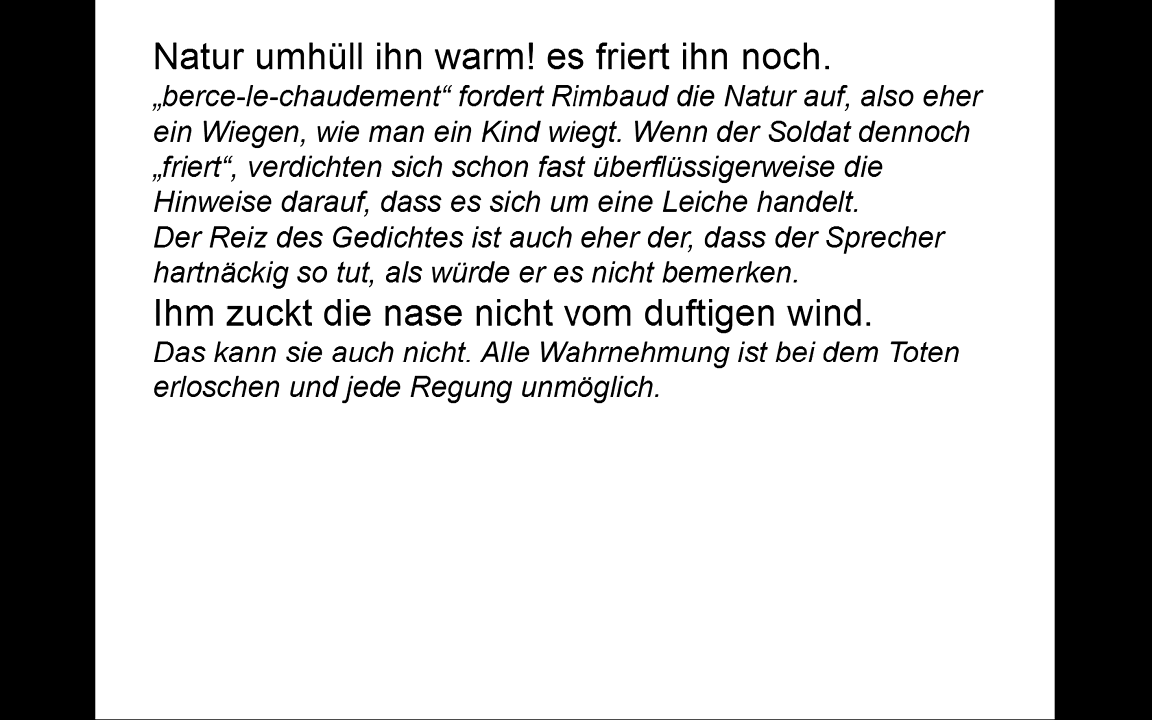 Natur umhüll ihn warm! es friert ihn noch.
„berce-le-chaudement“ fordert Rimbaud die Natur auf, also eher
ein Wiegen, wie man ein Kind wiegt. Wenn der Soldat dennoch
„friert“, verdichten sich schon fast überflüssigerweise die
Hinweise darauf, dass es sich um eine Leiche handelt.
Der Reiz des Gedichtes ist auch eher der, dass der Sprecher
hartnäckig so tut, als würde er es nicht bemerken.
Ihm zuckt die nase nicht vom duftigen wind.
Das kann sie auch nicht. Alle Wahrnehmung ist bei dem Toten
erloschen und jede Regung unmöglich.